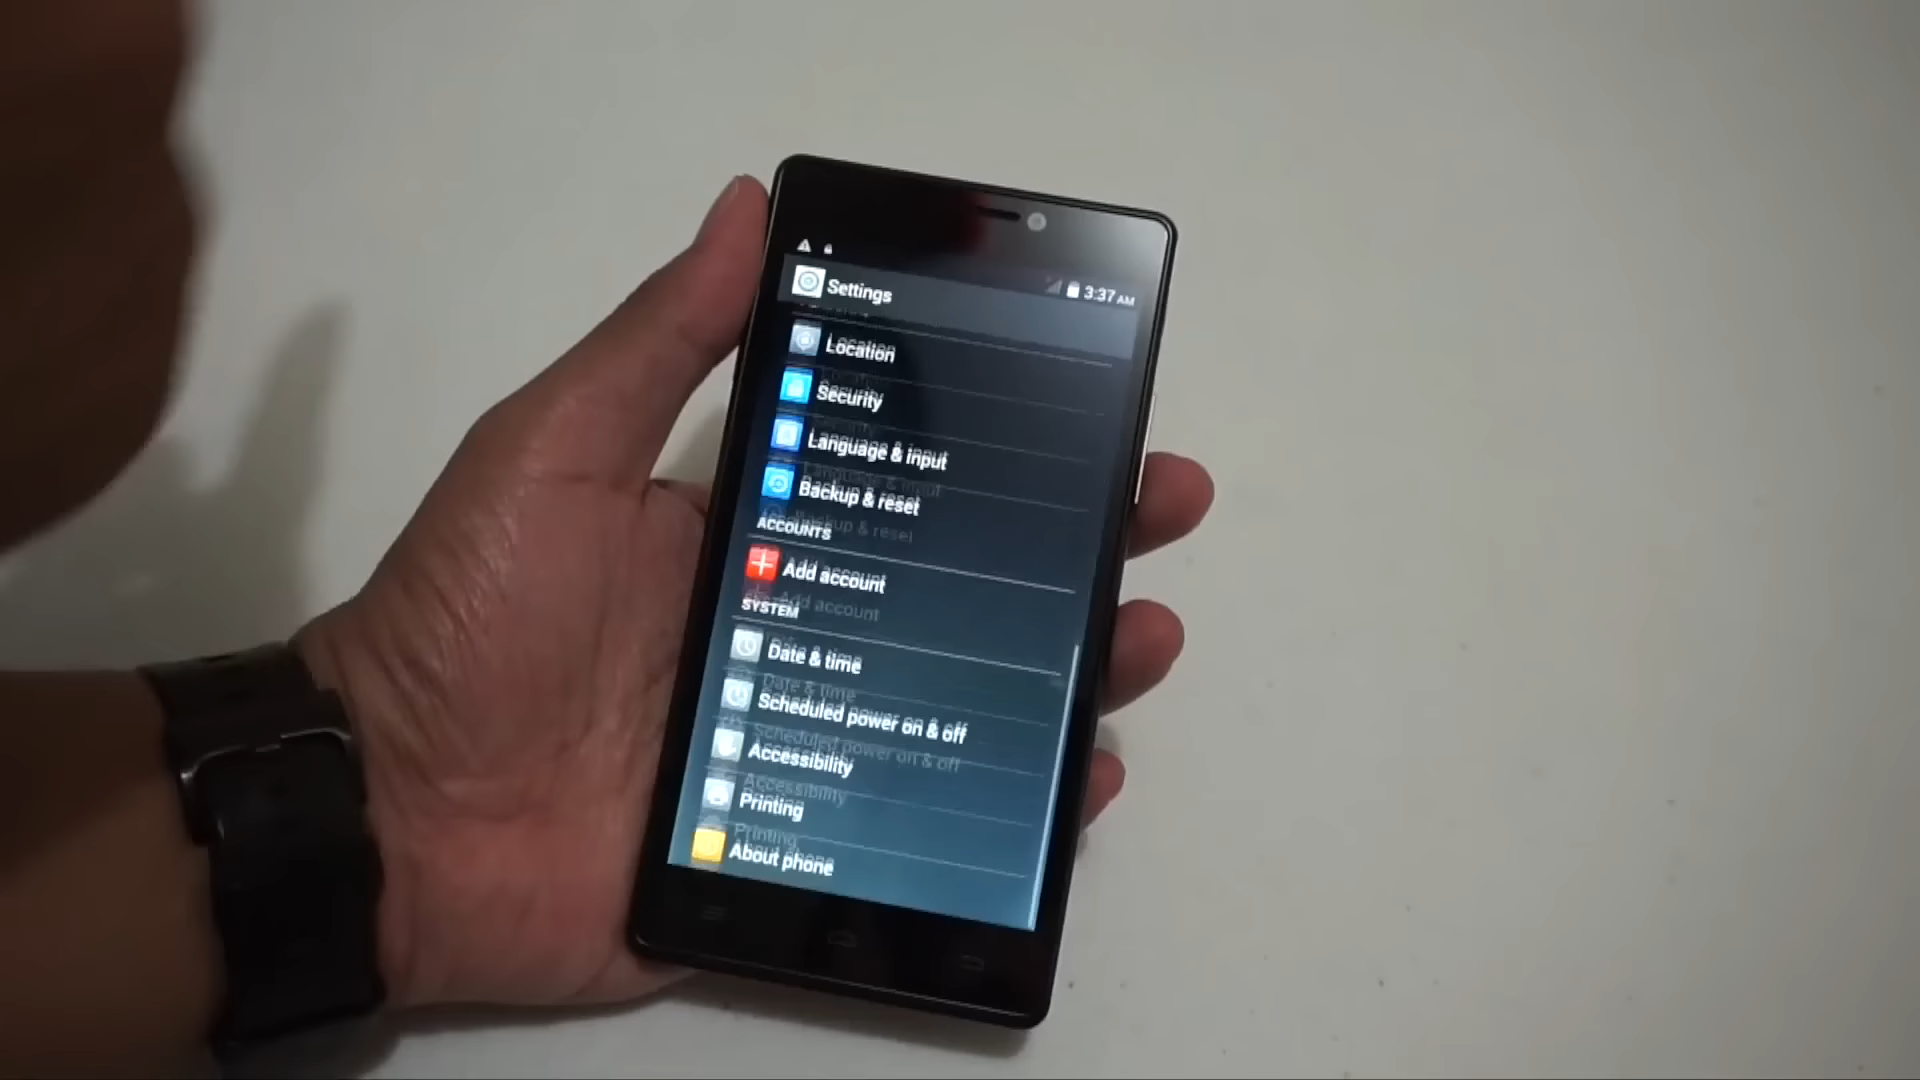 3:37 AM
Settings
Location
Security
Language & input
Backup & reset
ACCOUNTS
Add account
SYSTEM
Date & time
Scheduled power on & off
Accessibility
Printing
About phone